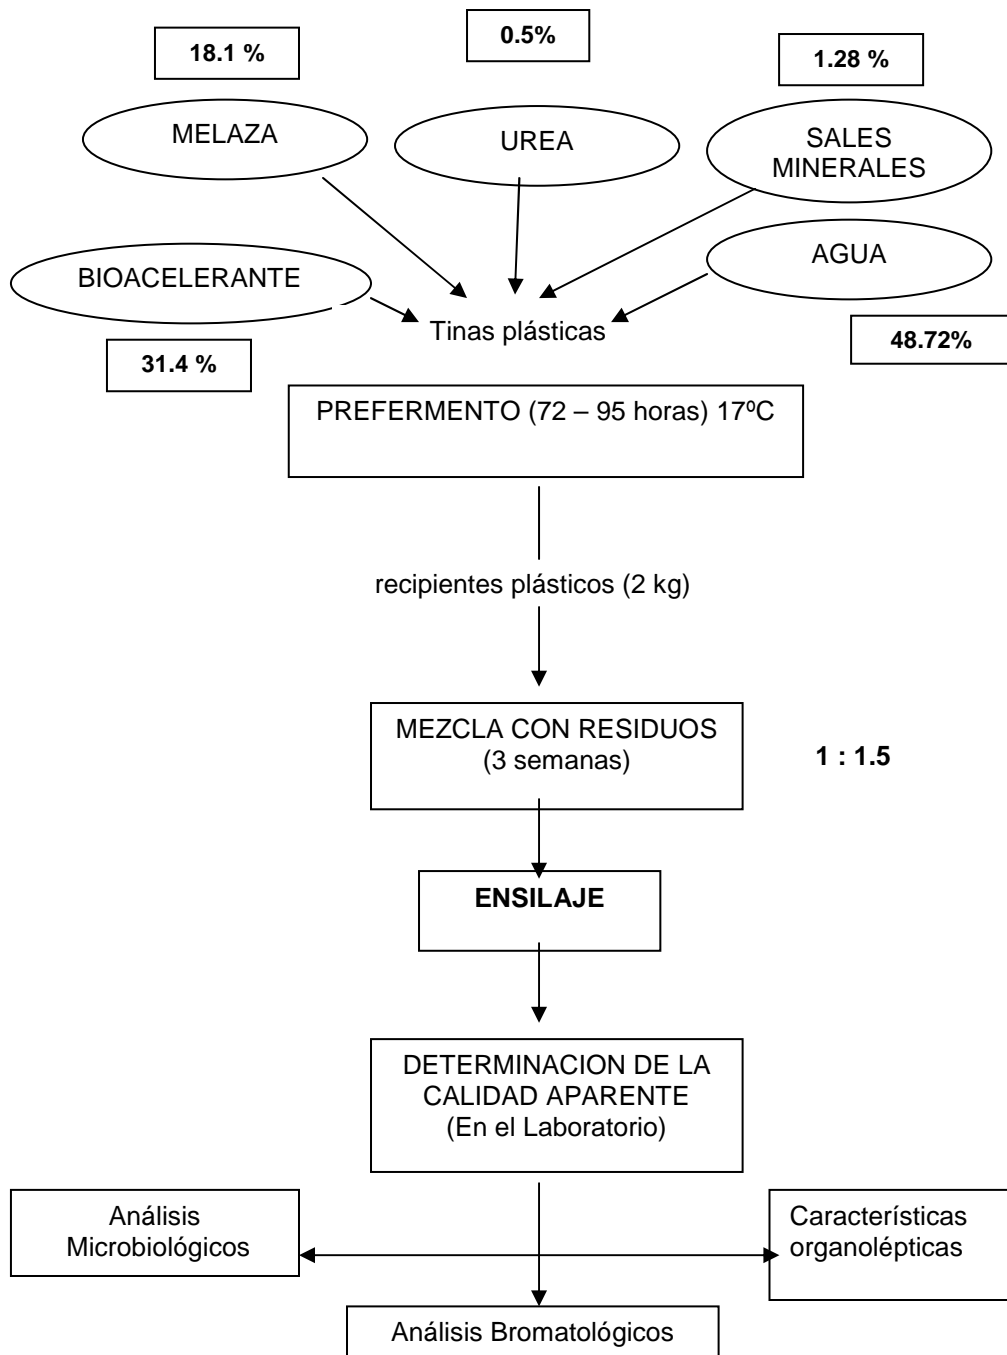 18.1 %
0.5%
1.28 %
MELAZA
UREA
SALES
MINERALES
BIOACELERANTE
AGUA
Tinas plásticas
31.4 %
48.72%
PREFERMENTO (72 – 95 horas) 17ºC
recipientes plásticos (2 kg)
MEZCLA CON RESIDUOS
(3 semanas)
1 : 1.5
ENSILAJE
DETERMINACION DE LA
CALIDAD APARENTE
(En el Laboratorio)
Análisis
Microbiológicos
Características
organolépticas
Análisis Bromatológicos